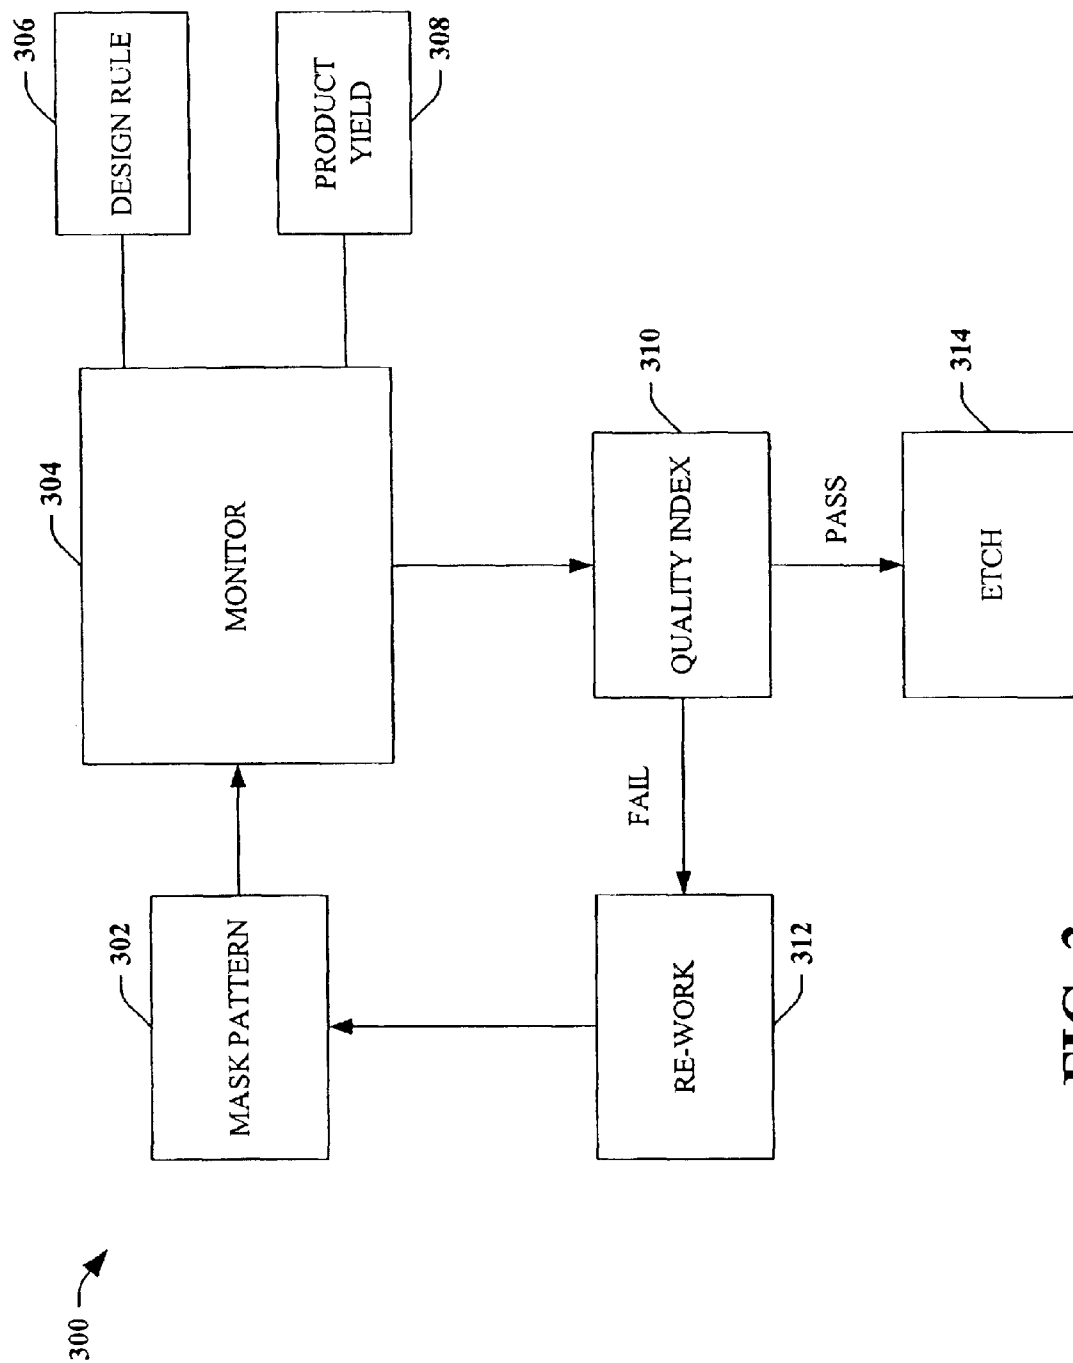 300
302
MASK PATTERN
304
MONITOR
306
DESIGN RULE
308
PRODUCT
YIELD
310
QUALITY INDEX
FAIL
RE-WORK
312
PASS
314
ETCH
FIG.